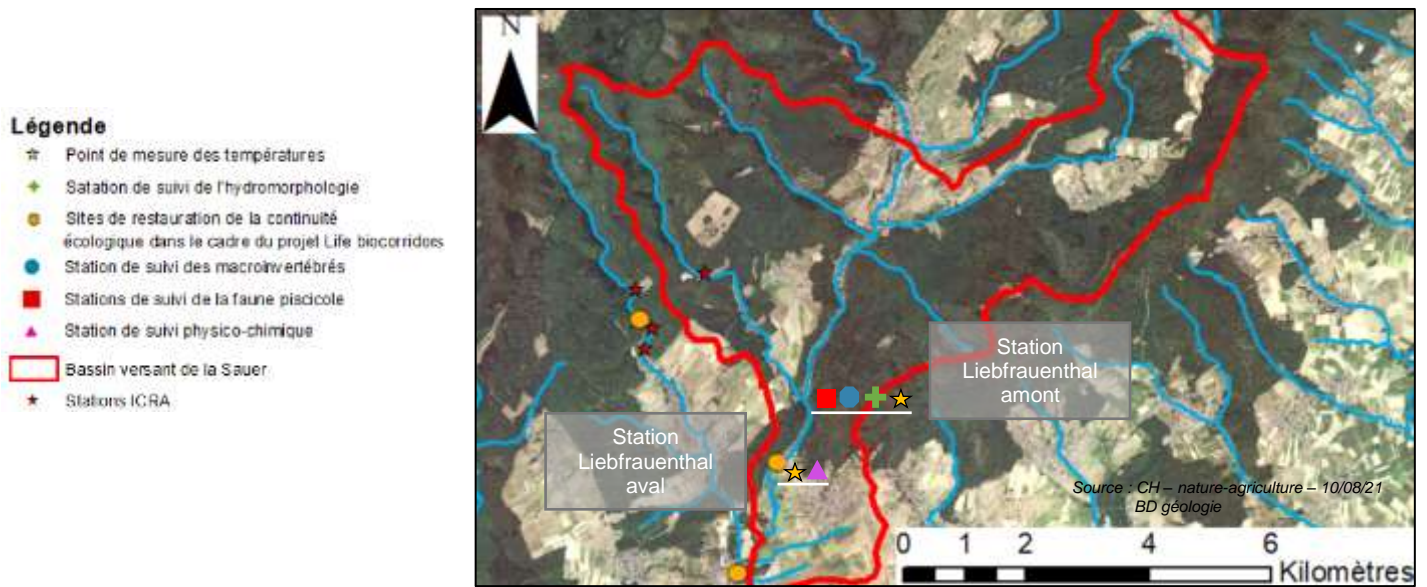 Légende
Point de mesure des températures
Satation de suivi de l'hydromorphologie
Sites de restauration de la continuité
écologique dans le cadre du projet Life biocorridors
Station de suivi des macroinvertébrés
Stations de suivi de la faune piscicole
Station de suivi physico-chimique
Bassin versant de la Sauer
Stations ICRA
N
Station
Liebfrauenthal
amont
Station
Liebfrauenthal
aval
Source : CH – nature-agriculture – 10/08/21
BD géologie
0 1 2 4 6
Kilomètres